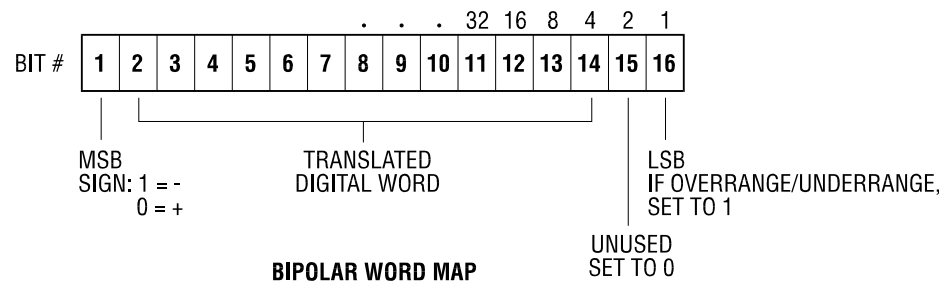 . . . 32 16 8 4 2 1
BIT # 1 2 3 4 5 6 7 8 9 10 11 12 13 14 15 16
MSB
SIGN: 1 = -
0 = +
TRANSLATED
DIGITAL WORD
LSB
IF OVERRANGE/UNDERRANGE,
SET TO 1
UNUSED
SET TO 0
BIPOLAR WORD MAP